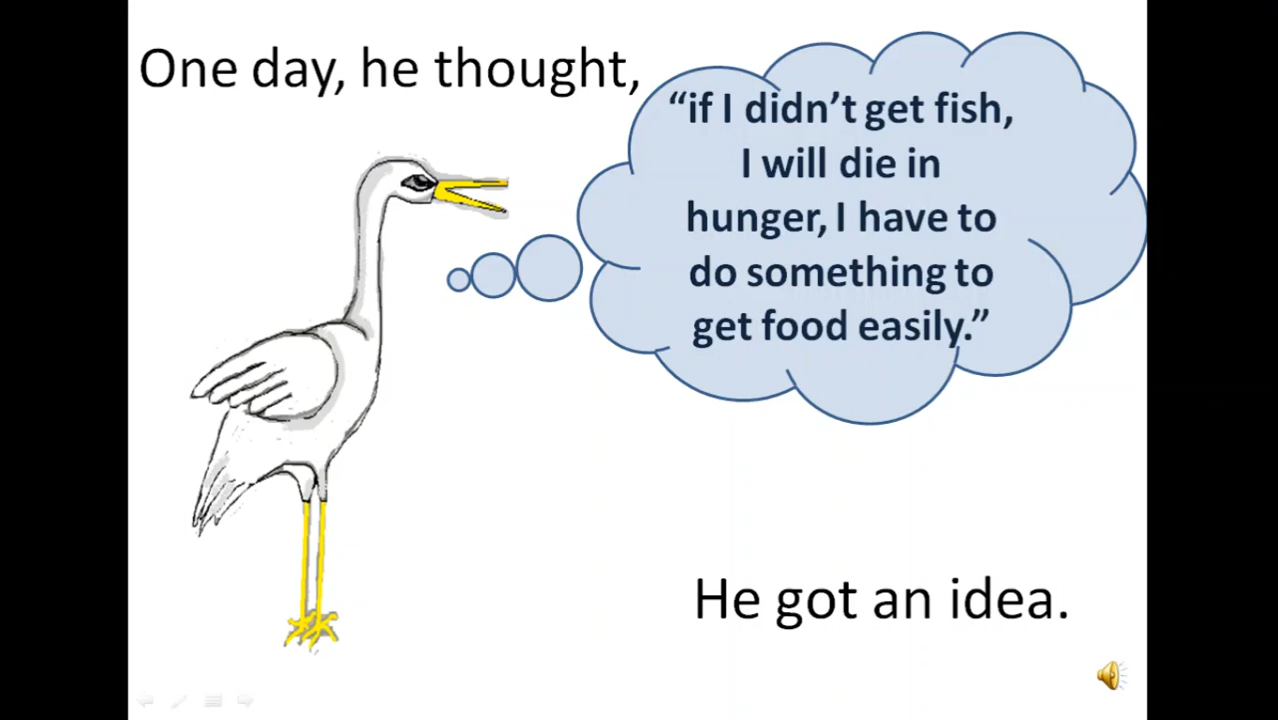 One day, he thought,
“if I didn’t get fish,
I will die in
hunger, I have to
do something to
get food easily.”
He got an idea.